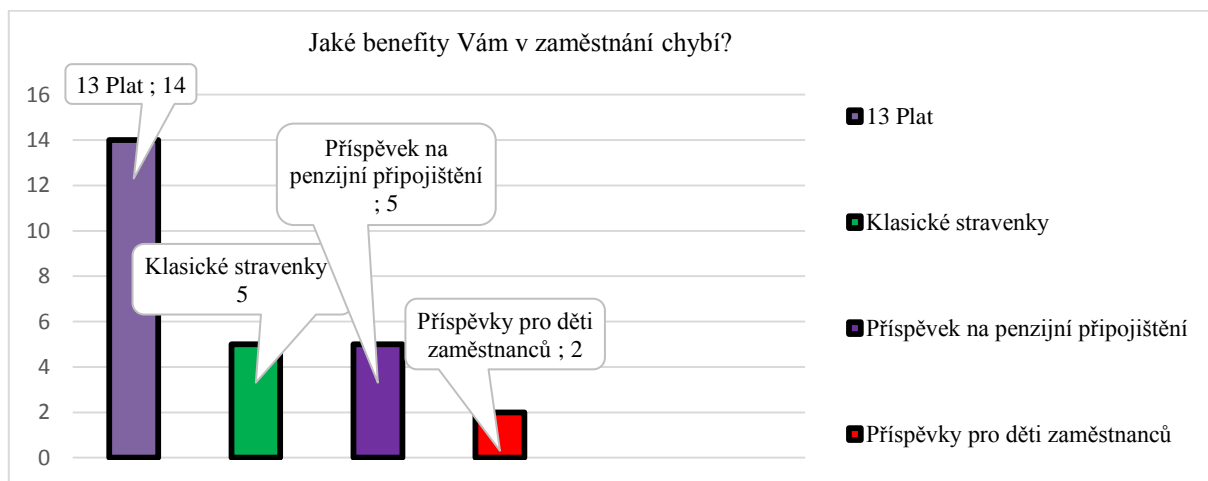 Jaké benefity Vám v zaměstnání chybí?
13 Plat ; 14
16
14
12
10
8
6
4
2
0
Příspěvek na
penzijní připojištění
; 5
Klasické stravenky
5
Příspěvky pro děti
zaměstnanců ; 2
13 Plat
Klasické stravenky
Příspěvek na penzijní připojištění
Příspěvky pro děti zaměstnanců